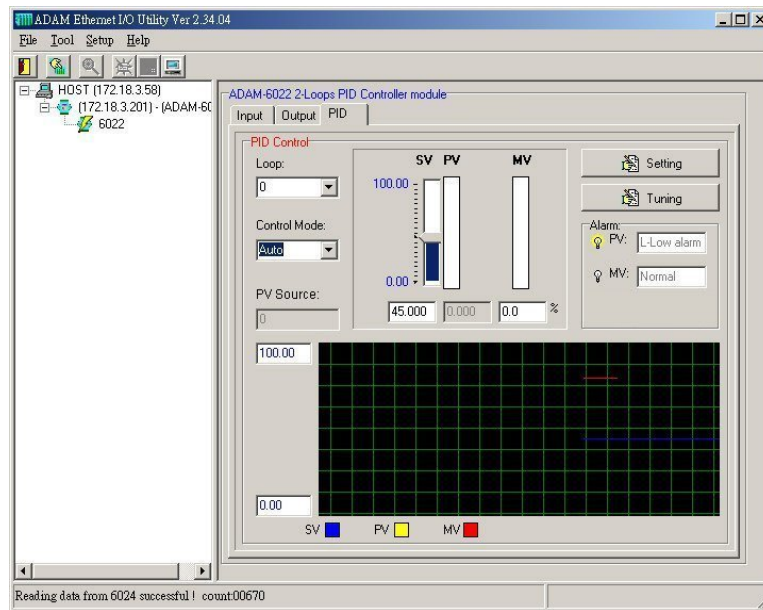 ADAM Ethernet I/O Utility Ver 2.34.04
File Tool Setup Help
HOST (172.18.3.58)
(172.18.3.201) - (ADAM-60
6022
ADAM-6022 2-Loops PID Controller module
Input Output PID
PID Control
Loop:
0
Control Mode:
Auto
PV Source:
0
SV PV MV
100.00
0.00
45.000 0.000 0.0 %
Setting
Tuning
Alarm:
PV: L-Low alarm
MV: Normal
100.00
0.00
SV PV MV
Reading data from 6024 successful ! count:00670